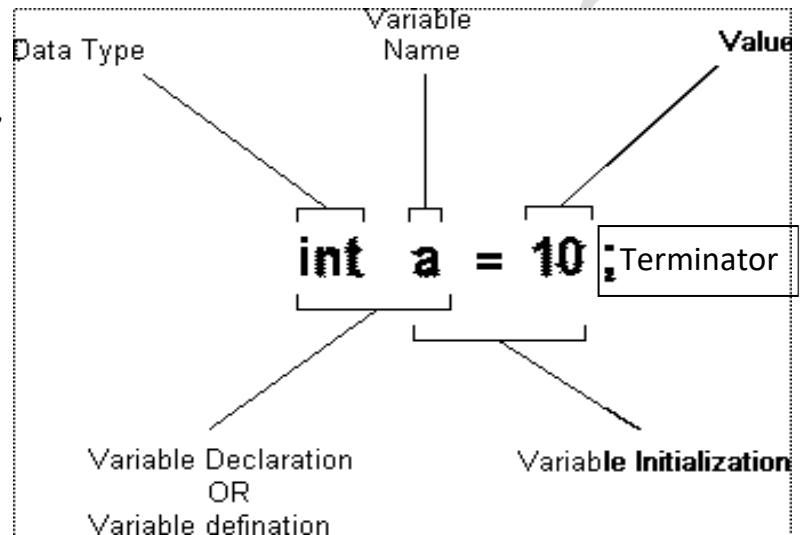 Variable
Data Type Name Value
int a = 10 ; Terminator
Variable Declaration Variable Initialization
OR
Variable defination